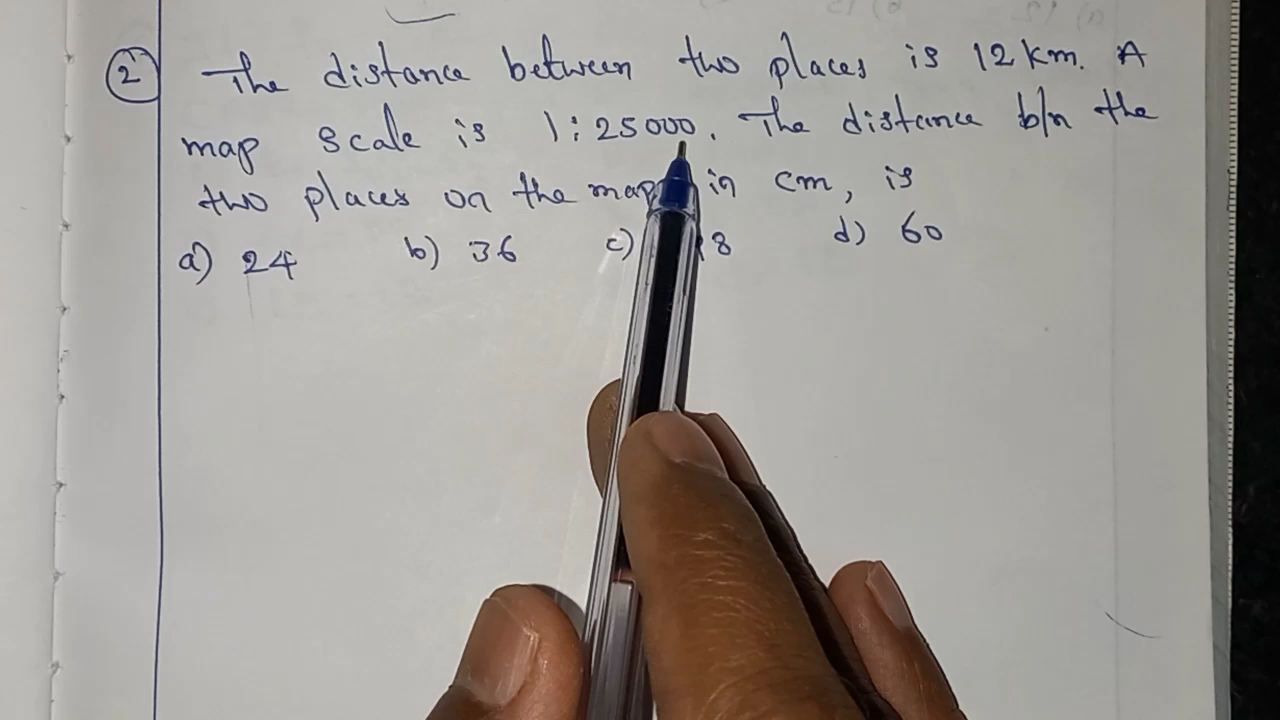 ② The distance between two places is 12 km. A
map scale is 1:25000. The distance b/n the
two places on the map in cm, is
a) 24 b) 36 c) 8 d) 60